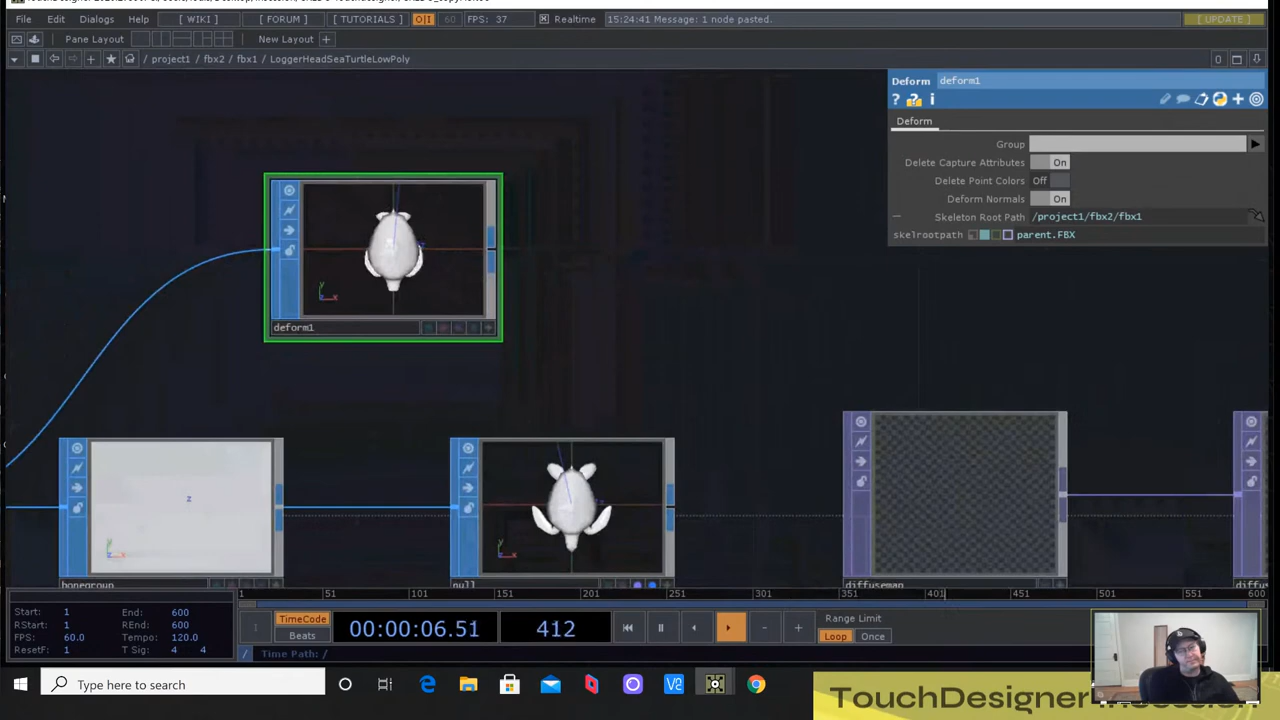 File Edit Dialogs Help [ WIKI ] [ FORUM ] [ TUTORIALS ] O|I 60 FPS: 37 Realtime 15:24:41 Message: 1 node pasted. [ UPDATE ]
Pane Layout New Layout +
/ project1 / fbx2 / fbx1 / LoggerHeadSeaTurtleLowPoly 0
Deform deform1
? i
Deform
Group
Delete Capture Attributes On
Delete Point Colors Off
Deform Normals On
Skeleton Root Path /project1/fbx2/fbx1
skelrootpath parent.FBX
y x
deform1
z
y x
y x
bonegroup null diffusemap
1 51 101 151 201 251 301 351 401 451 501 551 600
Start: 1 End: 600
RStart: 1 REnd: 600
FPS: 60.0 Tempo: 120.0
ResetF: 1 T Sig: 4 4
TimeCode
Beats
00:00:06.51 412
Range Limit
Loop Once
/ Time Path: /
Type here to search
V2
TouchDesigner